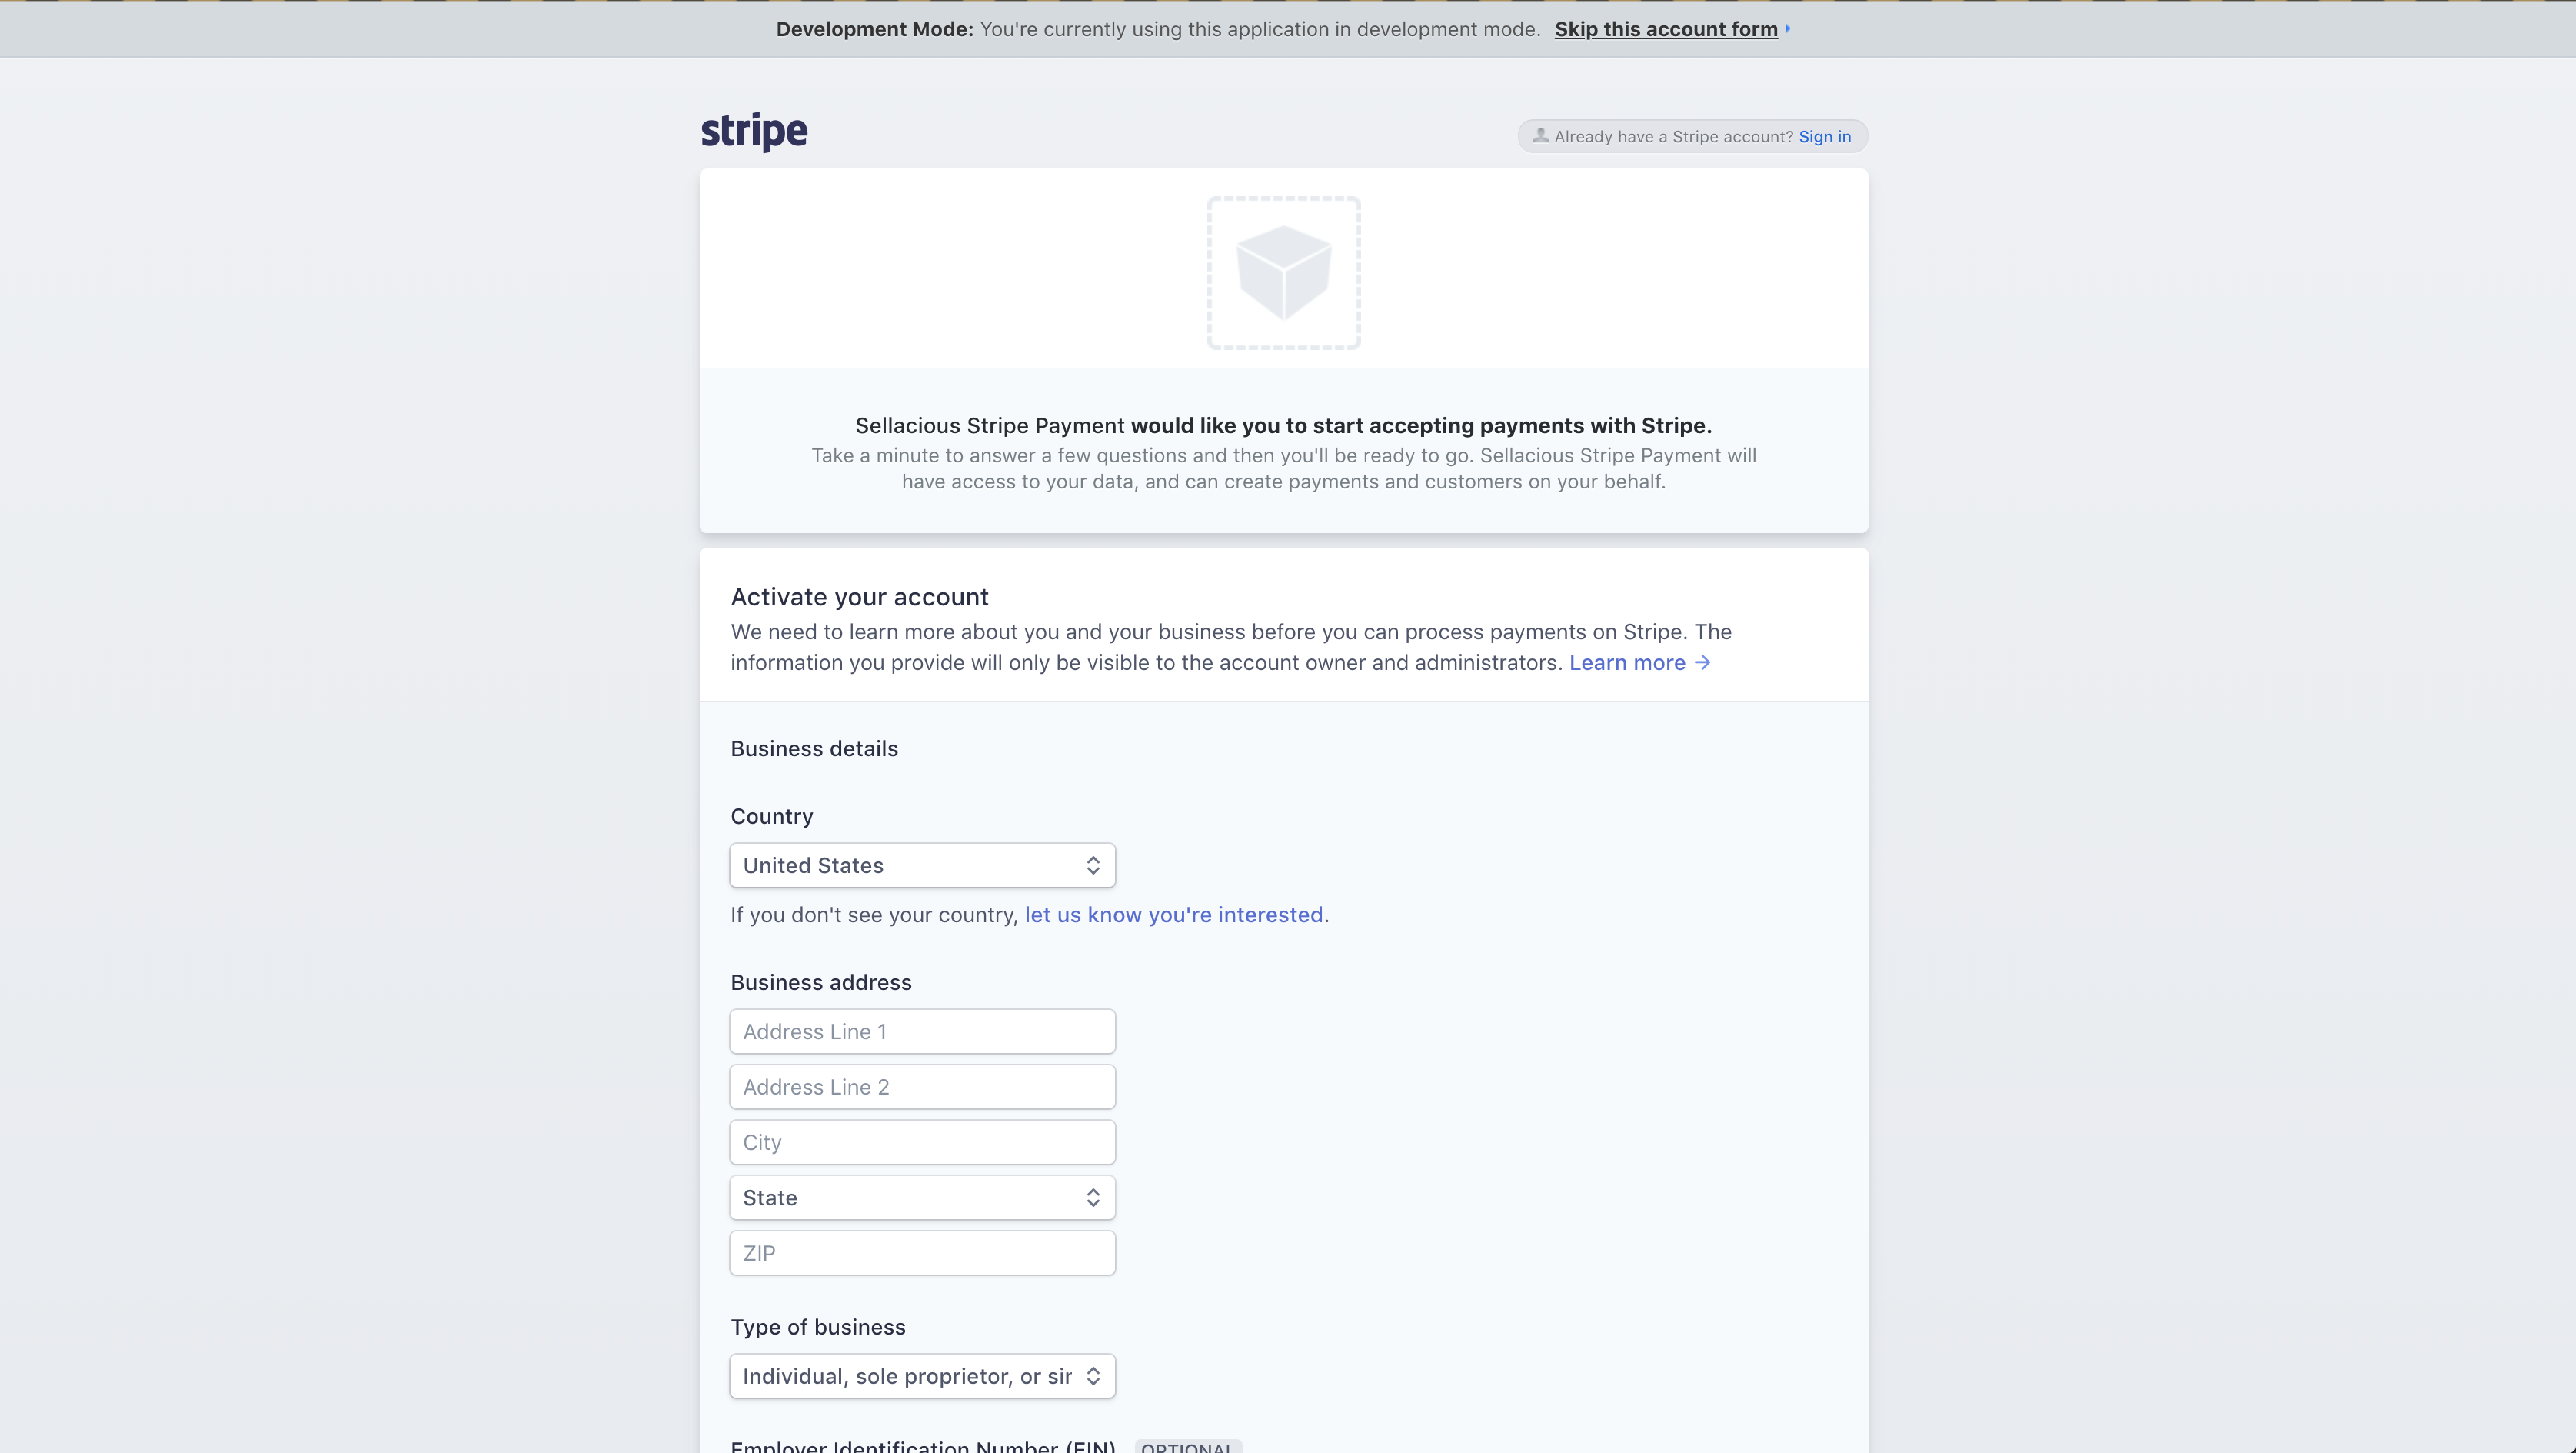 Development Mode: You're currently using this application in development mode. Skip this account form
stripe
Already have a Stripe account? Sign in
Sellacious Stripe Payment would like you to start accepting payments with Stripe.
Take a minute to answer a few questions and then you'll be ready to go. Sellacious Stripe Payment will
have access to your data, and can create payments and customers on your behalf.
Activate your account
We need to learn more about you and your business before you can process payments on Stripe. The
information you provide will only be visible to the account owner and administrators. Learn more →
Business details
Country
United States
If you don't see your country, let us know you're interested.
Business address
Address Line 1
Address Line 2
City
State
ZIP
Type of business
Individual, sole proprietor, or sir
Employer Identification Number (EIN) OPTIONAL